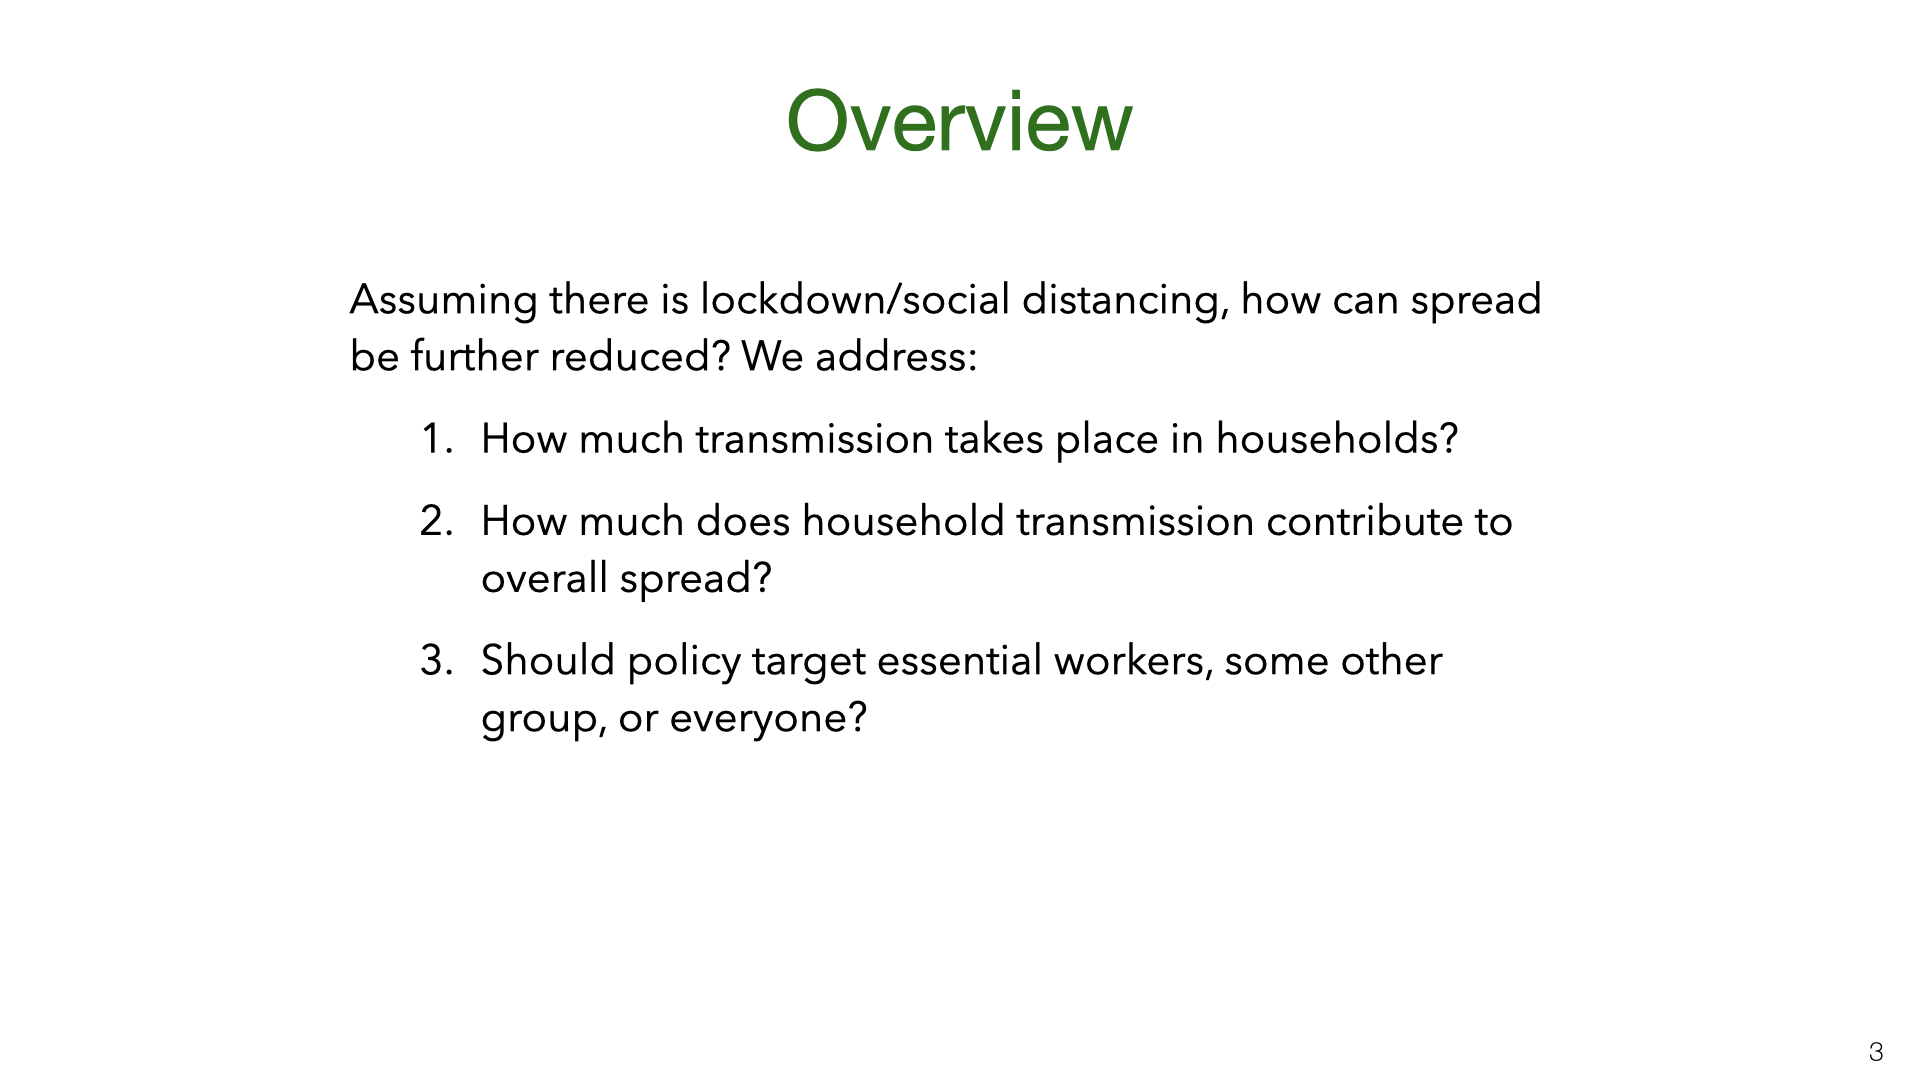 Overview
Assuming there is lockdown/social distancing, how can spread
be further reduced? We address:
1. How much transmission takes place in households?
2. How much does household transmission contribute to
overall spread?
3. Should policy target essential workers, some other
group, or everyone?
3